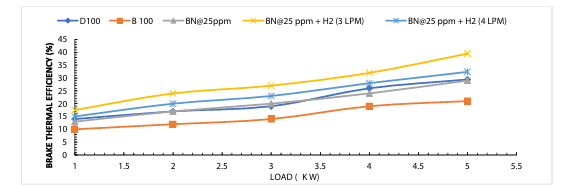 D100 B 100 BN@25ppm BN@25 ppm + H2 (3 LPM) BN@25 ppm + H2 (4 LPM)
BRAKE THERMAL EFFICIENCY (%)
45
40
35
30
25
20
15
10
5
0
1 1.5 2 2.5 3 3.5 4 4.5 5 5.5
LOAD ( K W)